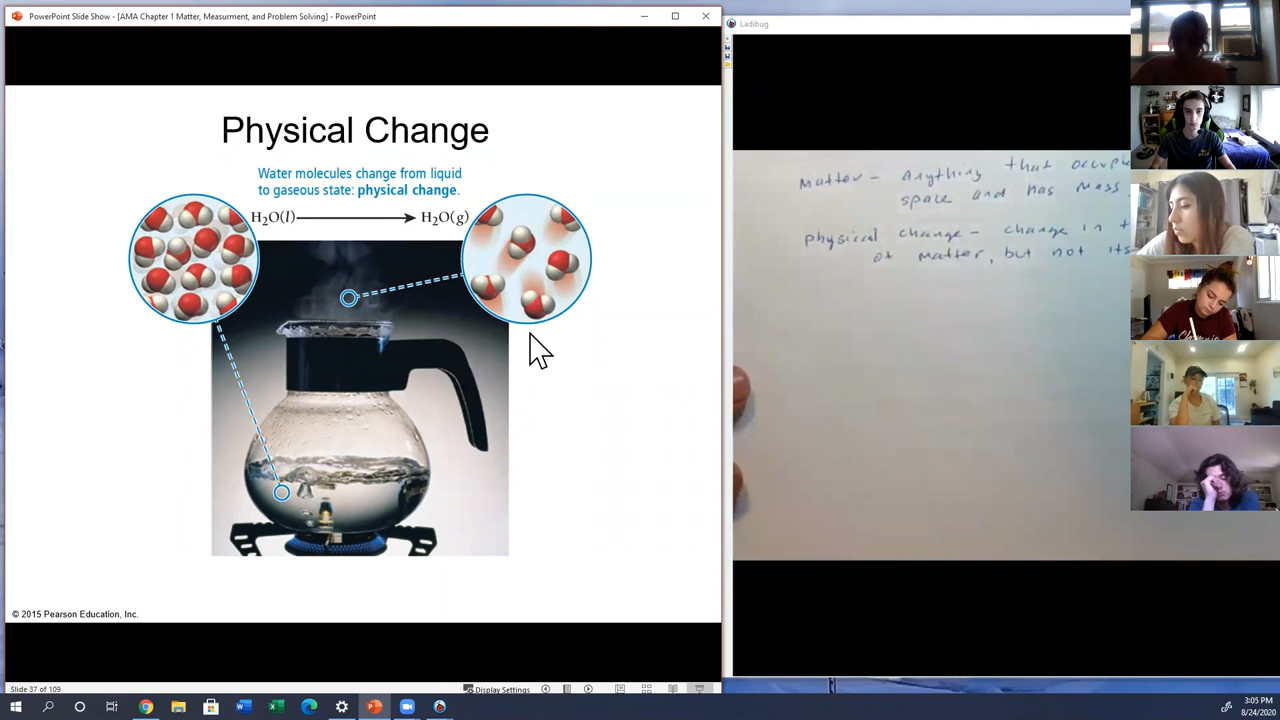 PowerPoint Slide Show - [AMA Chapter 1 Matter, Measurment, and Problem Solving] - PowerPoint
Physical Change
Water molecules change from liquid
to gaseous state: physical change.
H₂O(l) → H₂O(g)
© 2015 Pearson Education, Inc.
Slide 37 of 109
Display Settings
Ladibug
Matter - anything that occupie
space and has mass
physical change - change in t
of matter, but not its
3:05 PM
8/24/2020